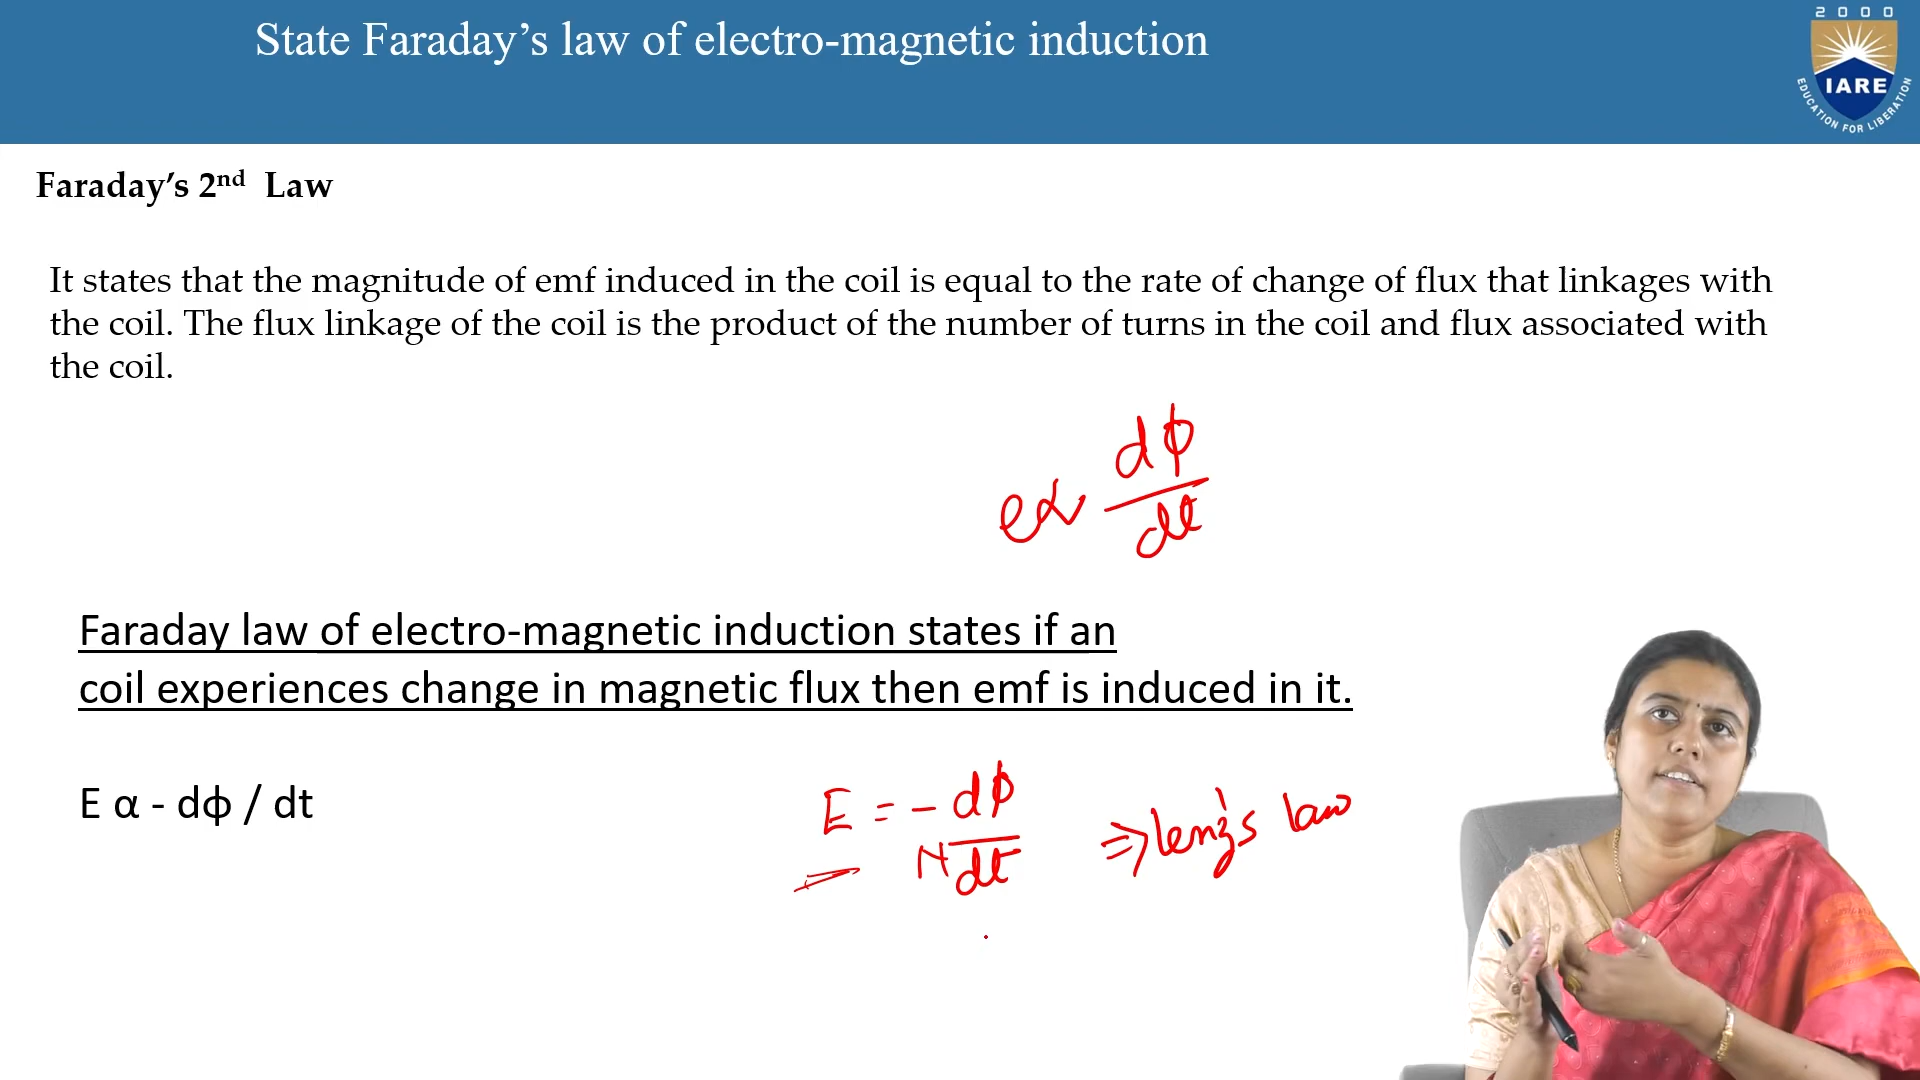 State Faraday’s law of electro-magnetic induction
2000
IARE
EDUCATION FOR LIBERATION
Faraday’s 2nd Law
It states that the magnitude of emf induced in the coil is equal to the rate of change of flux that linkages with
the coil. The flux linkage of the coil is the product of the number of turns in the coil and flux associated with
the coil.
e α dϕ/dt
Faraday law of electro-magnetic induction states if an
coil experiences change in magnetic flux then emf is induced in it.
E α - dϕ / dt
E = - N dϕ/dt ⇒ lenz's law